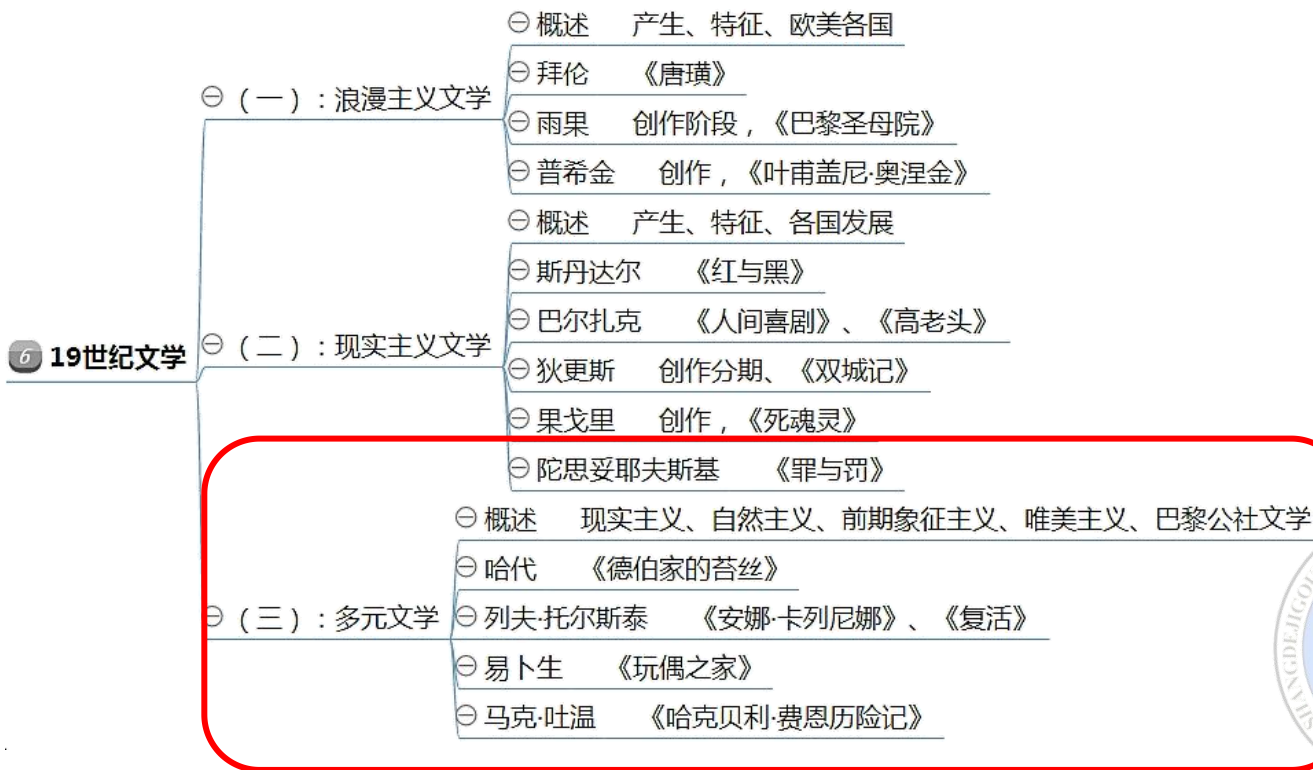 ⊖ 概述 产生、特征、欧美各国
⊖ 拜伦 《唐璜》
⊖ （一）：浪漫主义文学
⊖ 雨果 创作阶段，《巴黎圣母院》
⊖ 普希金 创作，《叶甫盖尼·奥涅金》
⊖ 概述 产生、特征、各国发展
⊖ 斯丹达尔 《红与黑》
⊖ 巴尔扎克 《人间喜剧》、《高老头》
6 19世纪文学
⊖ （二）：现实主义文学
⊖ 狄更斯 创作分期、《双城记》
⊖ 果戈里 创作，《死魂灵》
⊖ 陀思妥耶夫斯基 《罪与罚》
⊖ 概述 现实主义、自然主义、前期象征主义、唯美主义、巴黎公社文学
⊖ 哈代 《德伯家的苔丝》
⊖ （三）：多元文学
⊖ 列夫·托尔斯泰 《安娜·卡列尼娜》、《复活》
⊖ 易卜生 《玩偶之家》
⊖ 马克·吐温 《哈克贝利·费恩历险记》